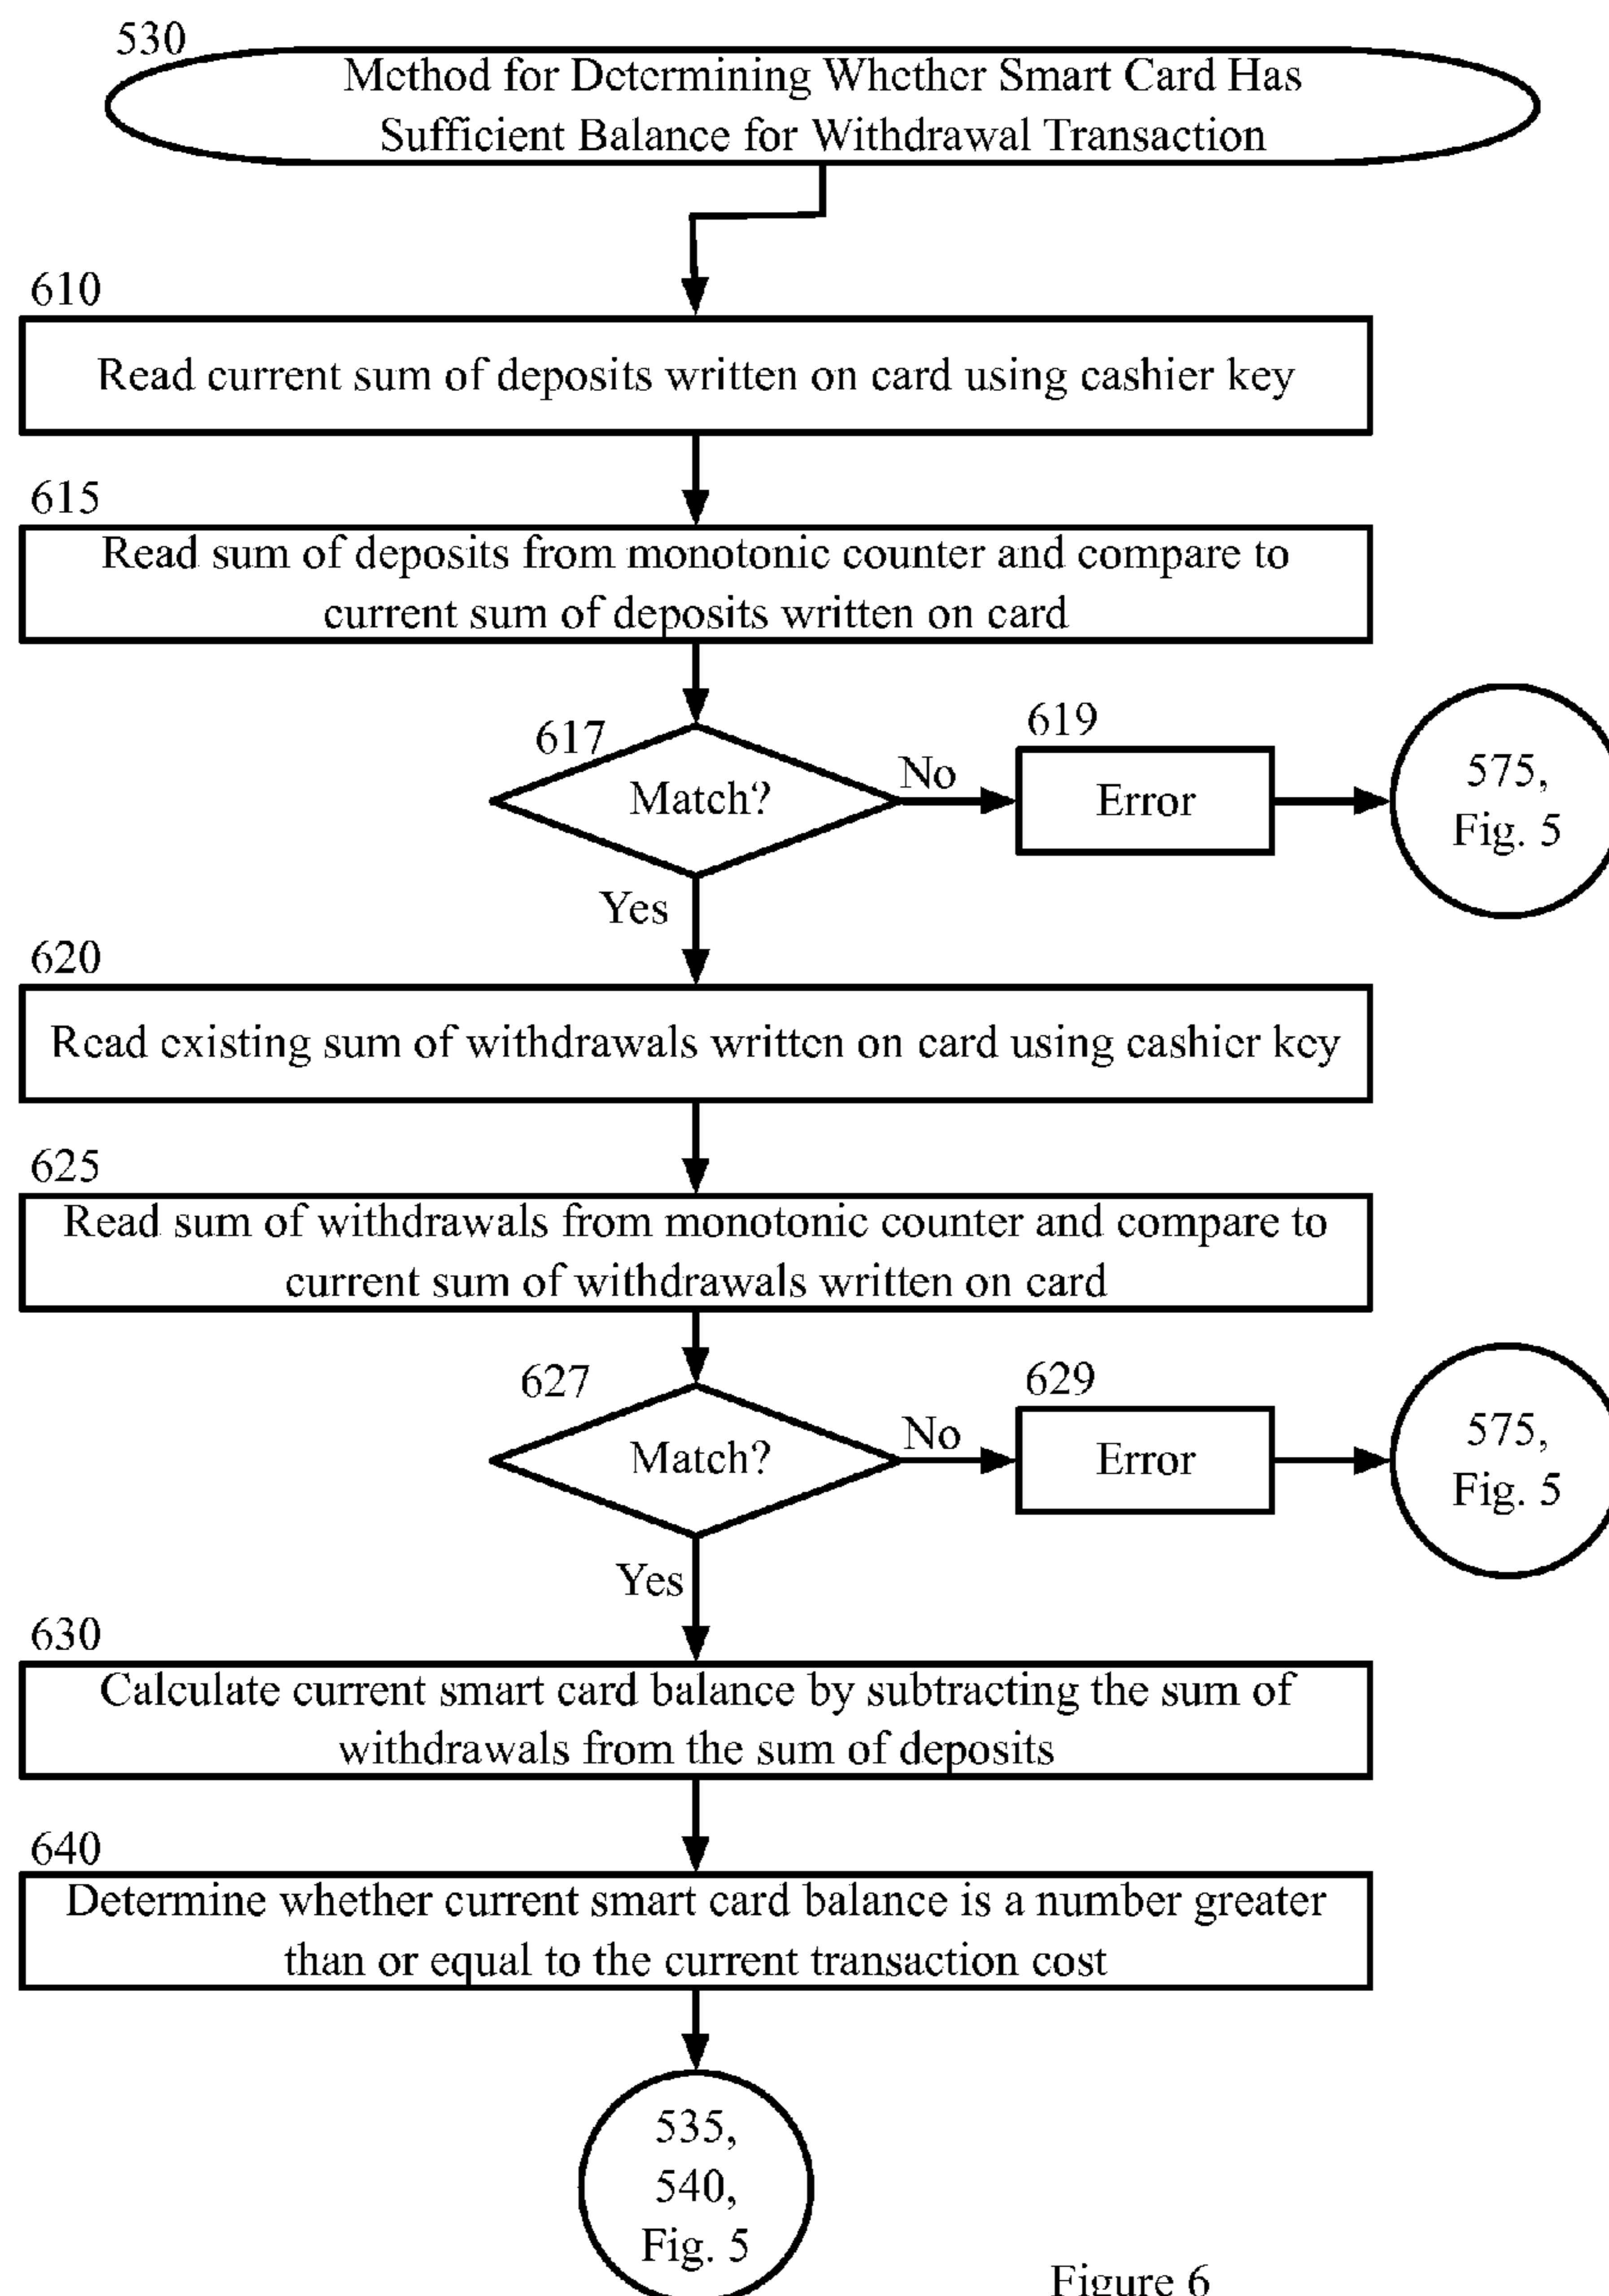 530
Method for Determining Whether Smart Card Has
Sufficient Balance for Withdrawal Transaction
610
Read current sum of deposits written on card using cashier key
615
Read sum of deposits from monotonic counter and compare to
current sum of deposits written on card
617
Match?
No
619
Error
575,
Fig. 5
Yes
620
Read existing sum of withdrawals written on card using cashier key
625
Read sum of withdrawals from monotonic counter and compare to
current sum of withdrawals written on card
627
Match?
No
629
Error
575,
Fig. 5
Yes
630
Calculate current smart card balance by subtracting the sum of
withdrawals from the sum of deposits
640
Determine whether current smart card balance is a number greater
than or equal to the current transaction cost
535,
540,
Fig. 5
Figure 6